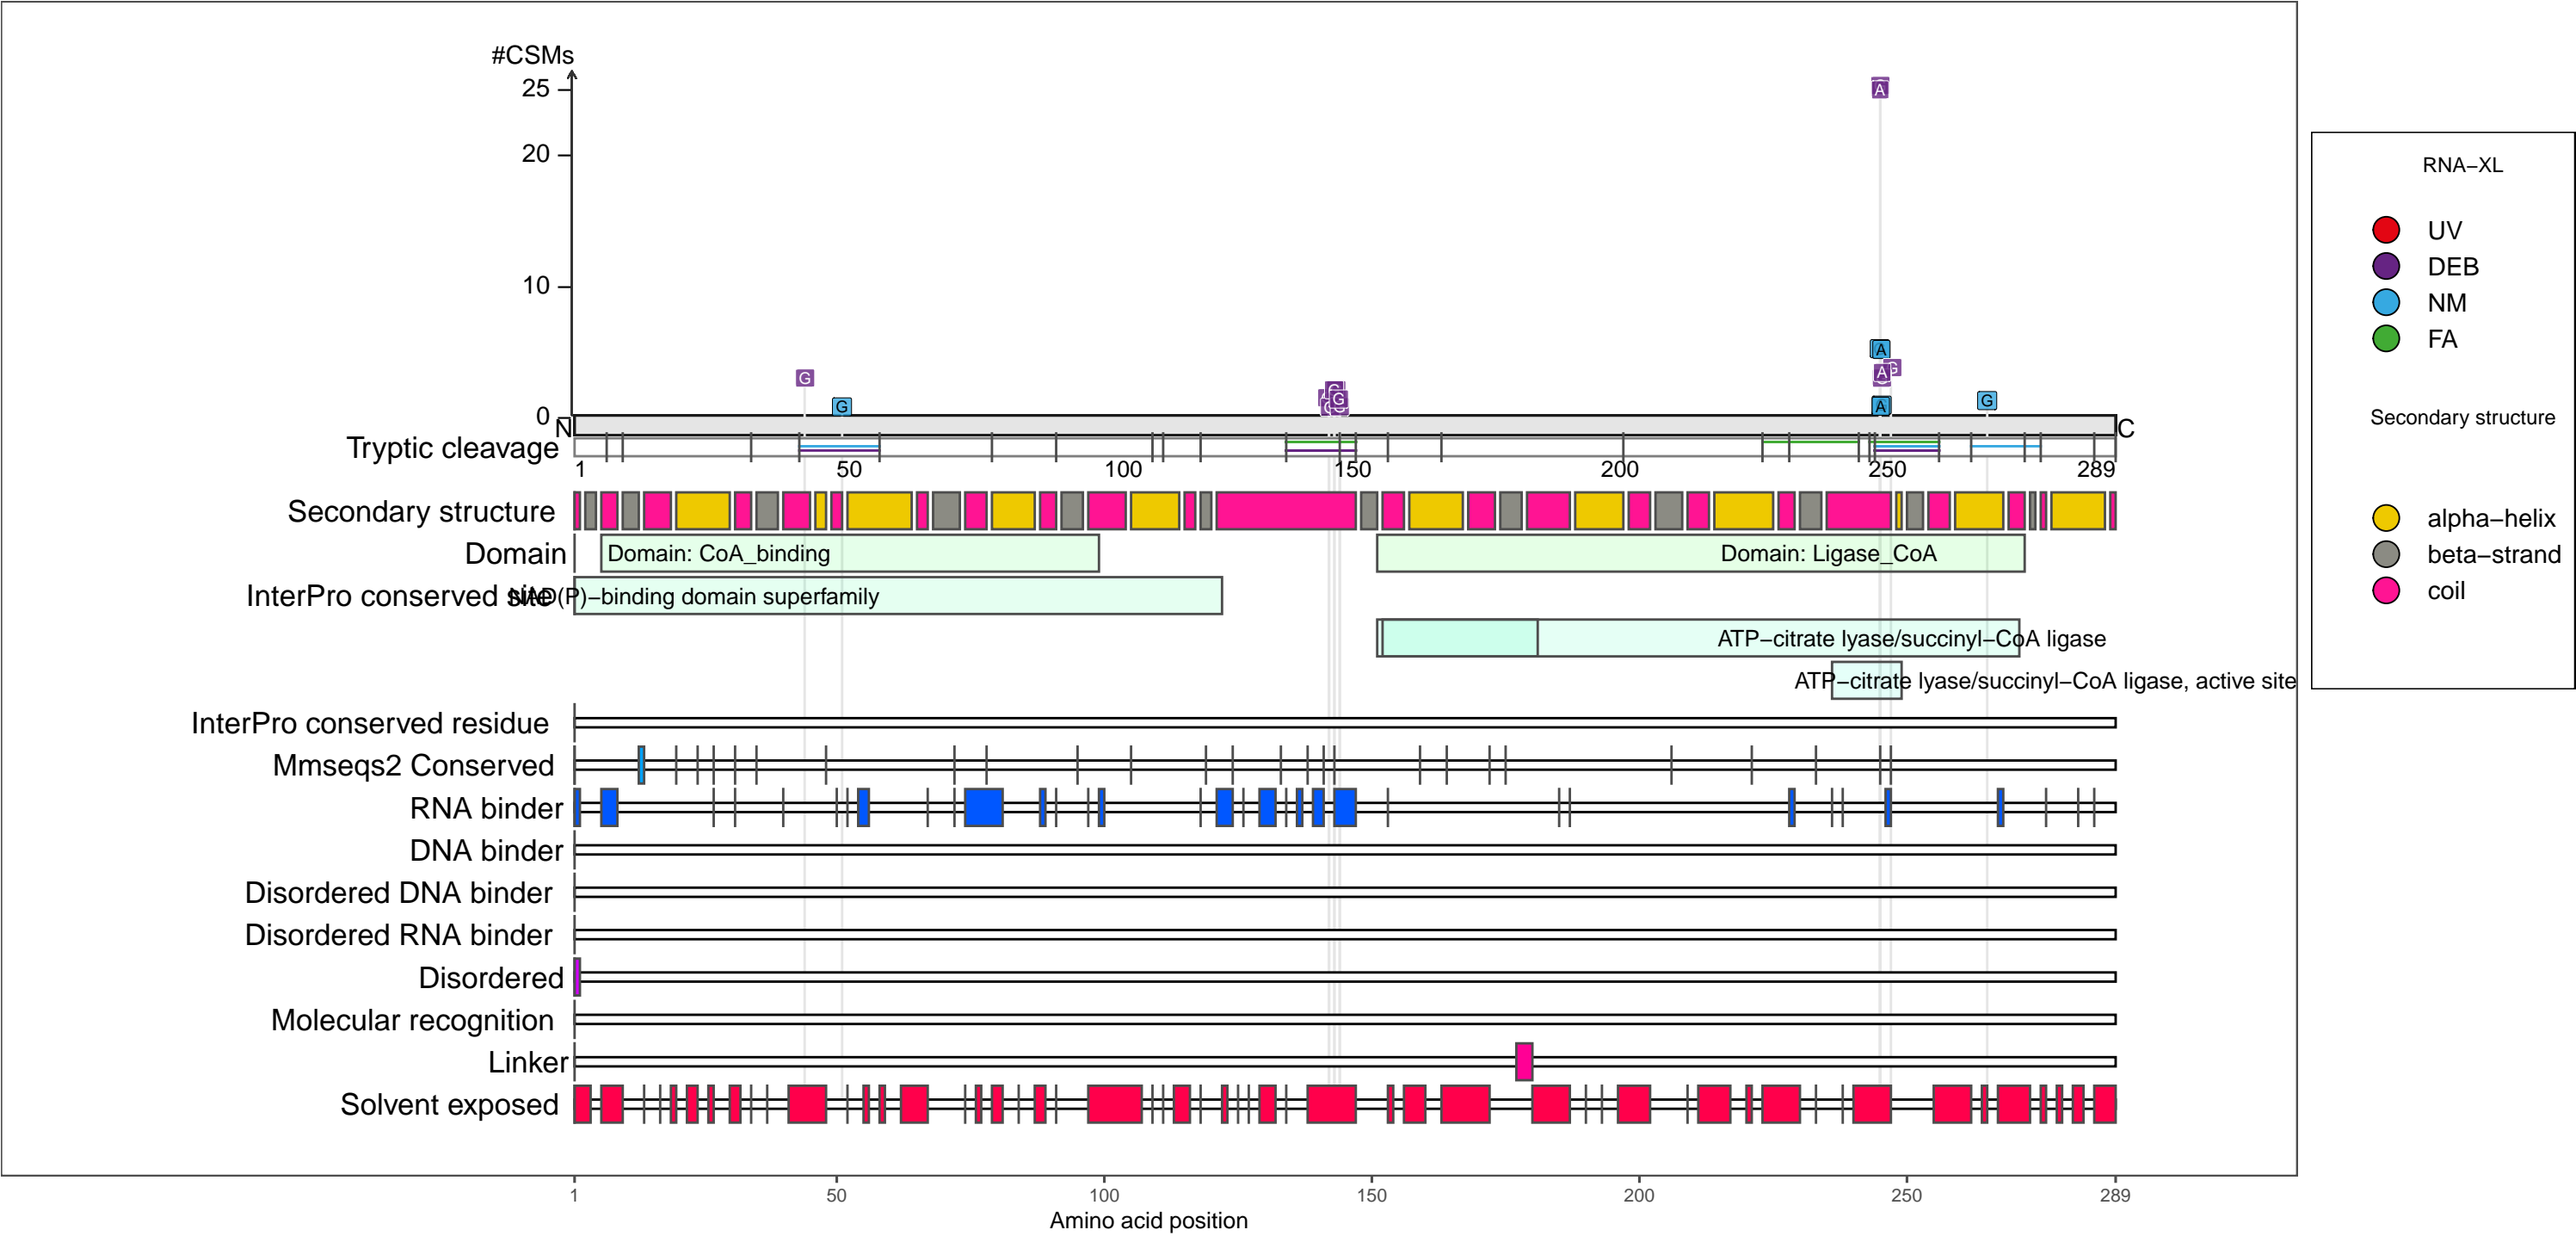 #CSMs
25
20
10
0
A
A
G
A
G
G
A
G
G
G
N
C
Tryptic cleavage
1 50 100 150 200 250 289
Secondary structure
Domain
Domain: CoA_binding
Domain: Ligase_CoA
InterPro conserved site
NAD(P)−binding domain superfamily
ATP−citrate lyase/succinyl−CoA ligase
ATP−citrate lyase/succinyl−CoA ligase, active site
InterPro conserved residue
Mmseqs2 Conserved
RNA binder
DNA binder
Disordered DNA binder
Disordered RNA binder
Disordered
Molecular recognition
Linker
Solvent exposed
1 50 100 150 200 250 289
Amino acid position
RNA−XL
UV
DEB
NM
FA
Secondary structure
alpha−helix
beta−strand
coil